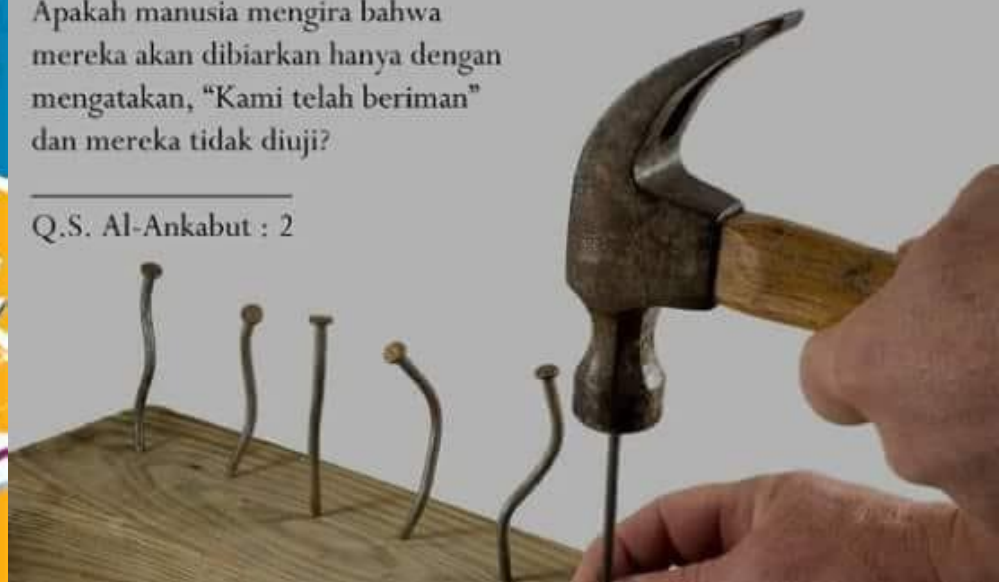 Apakah manusia mengira bahwa
mereka akan dibiarkan hanya dengan
mengatakan, “Kami telah beriman”
dan mereka tidak diuji?
Q.S. Al-Ankabut : 2